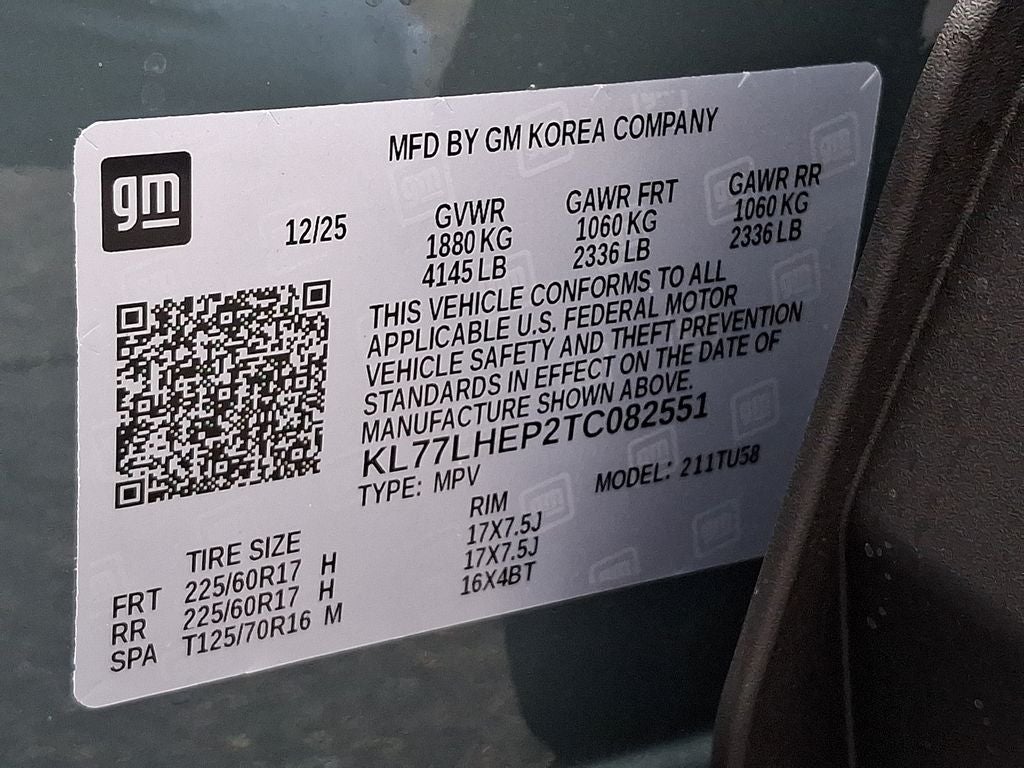 gm
MFD BY GM KOREA COMPANY
12/25
GVWR GAWR FRT GAWR RR
1880 KG 1060 KG 1060 KG
4145 LB 2336 LB 2336 LB
THIS VEHICLE CONFORMS TO ALL
APPLICABLE U.S. FEDERAL MOTOR
VEHICLE SAFETY AND THEFT PREVENTION
STANDARDS IN EFFECT ON THE DATE OF
MANUFACTURE SHOWN ABOVE.
KL77LHEP2TC082551
TYPE: MPV MODEL: 211TU58
TIRE SIZE RIM
FRT 225/60R17 H 17X7.5J
RR 225/60R17 H 17X7.5J
SPA T125/70R16 M 16X4BT